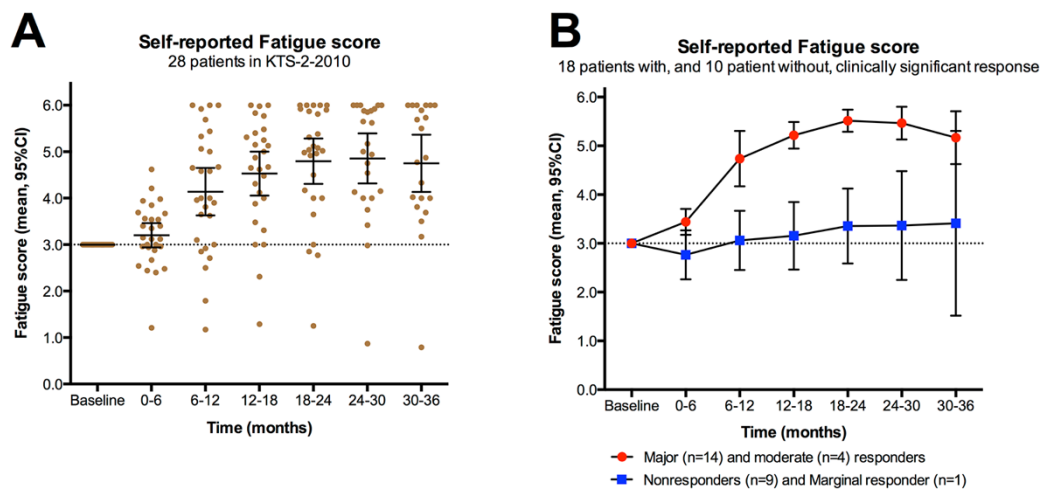 A
Self-reported Fatigue score
28 patients in KTS-2-2010
Fatigue score (mean, 95%CI)
6.0
5.0
4.0
3.0
2.0
1.0
0.0
Baseline 0-6 6-12 12-18 18-24 24-30 30-36
Time (months)
B
Self-reported Fatigue score
18 patients with, and 10 patient without, clinically significant response
Fatigue score (mean, 95%CI)
6.0
5.0
4.0
3.0
2.0
1.0
0.0
Baseline 0-6 6-12 12-18 18-24 24-30 30-36
Time (months)
Major (n=14) and moderate (n=4) responders
Nonresponders (n=9) and Marginal responder (n=1)